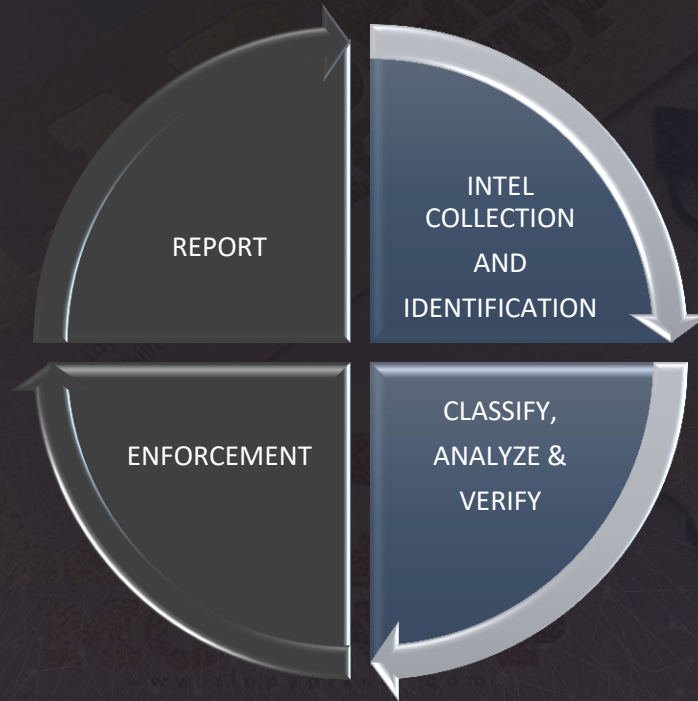 REPORT
INTEL
COLLECTION
AND
IDENTIFICATION
ENFORCEMENT
CLASSIFY,
ANALYZE &
VERIFY